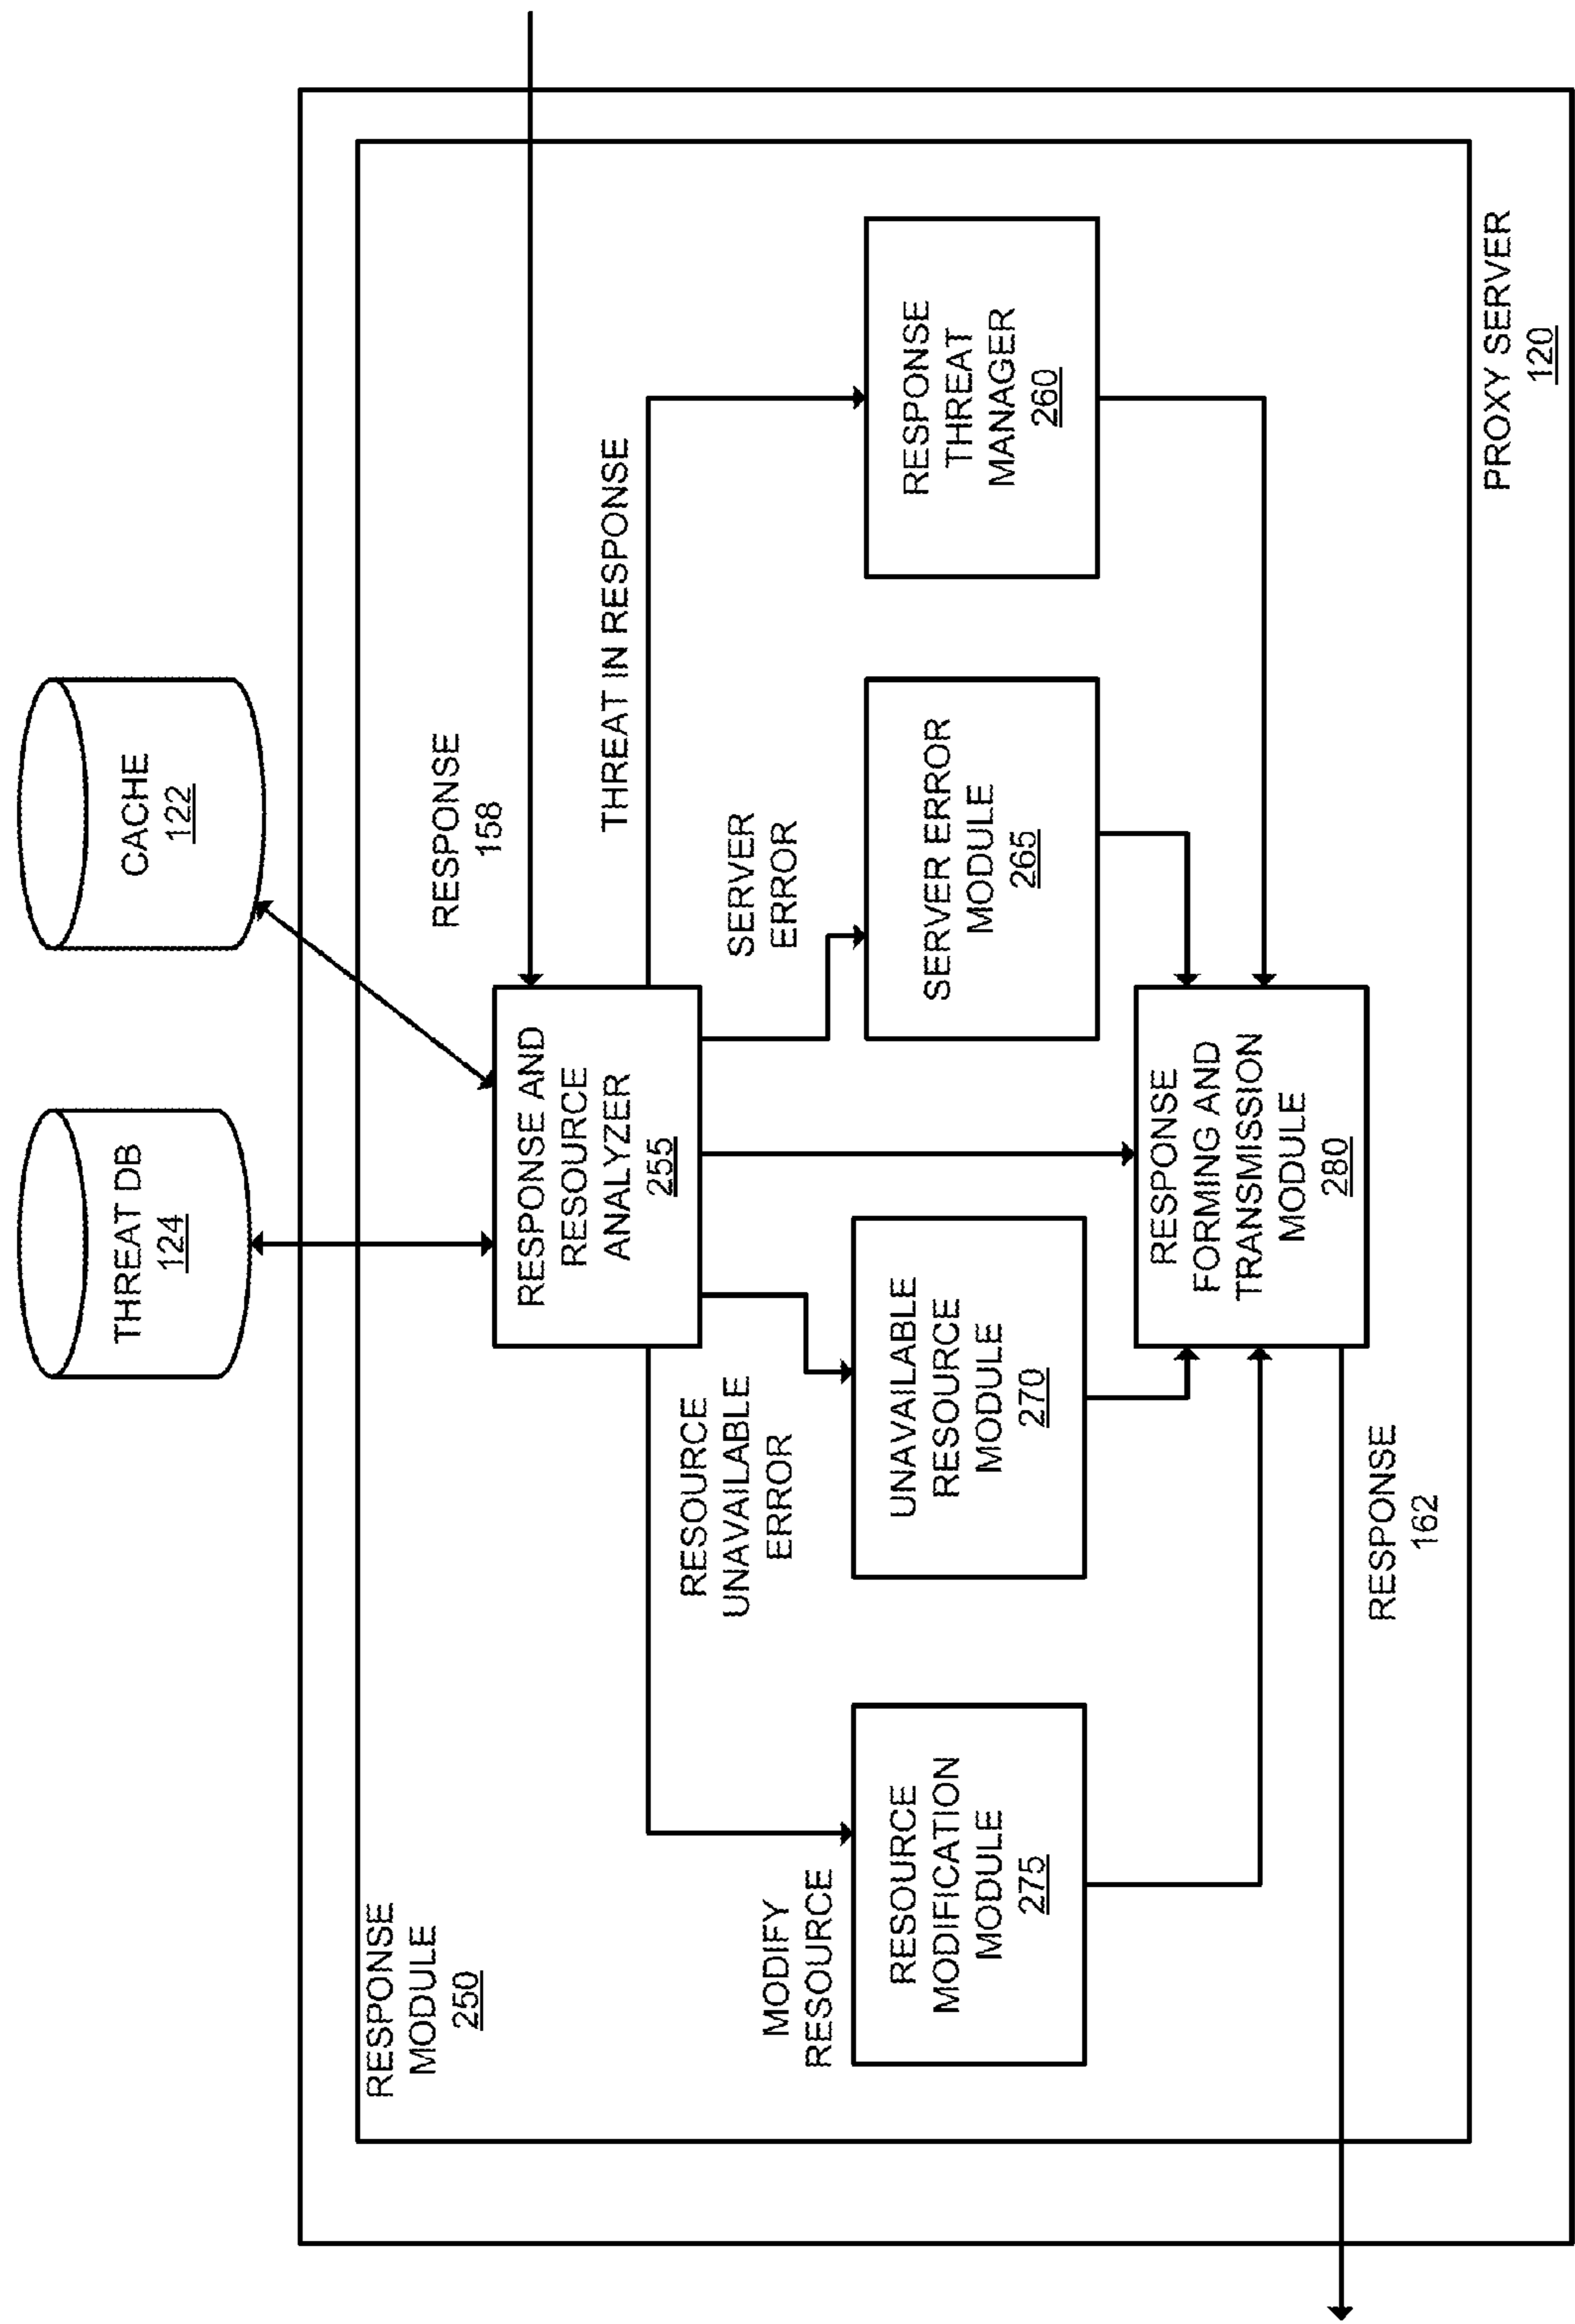 THREAT DB
124
CACHE
122
RESPONSE
MODULE
250
RESPONSE
158
RESPONSE AND
RESOURCE
ANALYZER
255
THREAT IN RESPONSE
RESOURCE
UNAVAILABLE
ERROR
SERVER
ERROR
MODIFY
RESOURCE
RESOURCE
MODIFICATION
MODULE
275
UNAVAILABLE
RESOURCE
MODULE
270
SERVER ERROR
MODULE
265
RESPONSE
THREAT
MANAGER
260
RESPONSE
FORMING AND
TRANSMISSION
MODULE
280
RESPONSE
162
PROXY SERVER
120